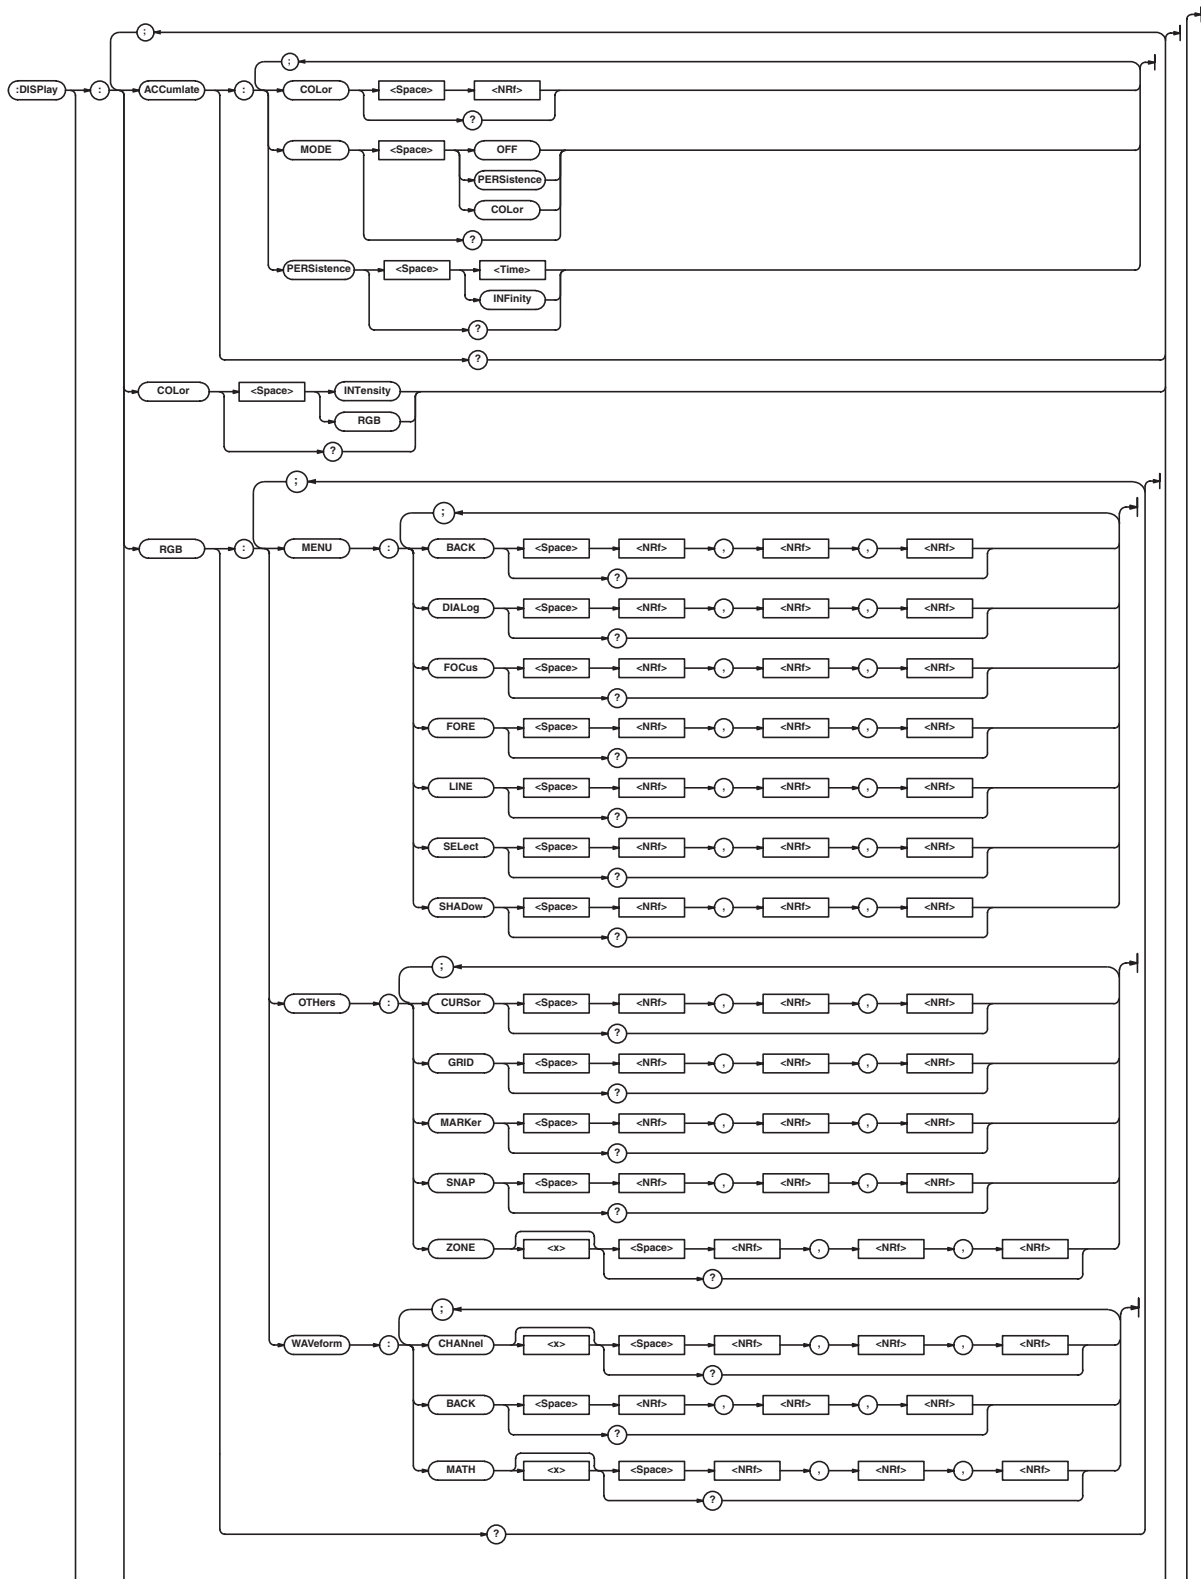 ;
;
:DISPlay : ACCumlate : COLor <Space> <NRf>
?
MODE <Space> OFF
PERSistence
COLor
?
PERSistence <Space> <Time>
INFinity
?
?
COLor <Space> INTensity
RGB
?
;
;
RGB : MENU : BACK <Space> <NRf> , <NRf> , <NRf>
?
DIALog <Space> <NRf> , <NRf> , <NRf>
?
FOCus <Space> <NRf> , <NRf> , <NRf>
?
FORE <Space> <NRf> , <NRf> , <NRf>
?
LINE <Space> <NRf> , <NRf> , <NRf>
?
SELect <Space> <NRf> , <NRf> , <NRf>
?
SHADow <Space> <NRf> , <NRf> , <NRf>
?
;
OTHers : CURSor <Space> <NRf> , <NRf> , <NRf>
?
GRID <Space> <NRf> , <NRf> , <NRf>
?
MARKer <Space> <NRf> , <NRf> , <NRf>
?
SNAP <Space> <NRf> , <NRf> , <NRf>
?
ZONE <x> <Space> <NRf> , <NRf> , <NRf>
?
;
WAVeform : CHANnel <x> <Space> <NRf> , <NRf> , <NRf>
?
BACK <Space> <NRf> , <NRf> , <NRf>
?
MATH <x> <Space> <NRf> , <NRf> , <NRf>
?
?